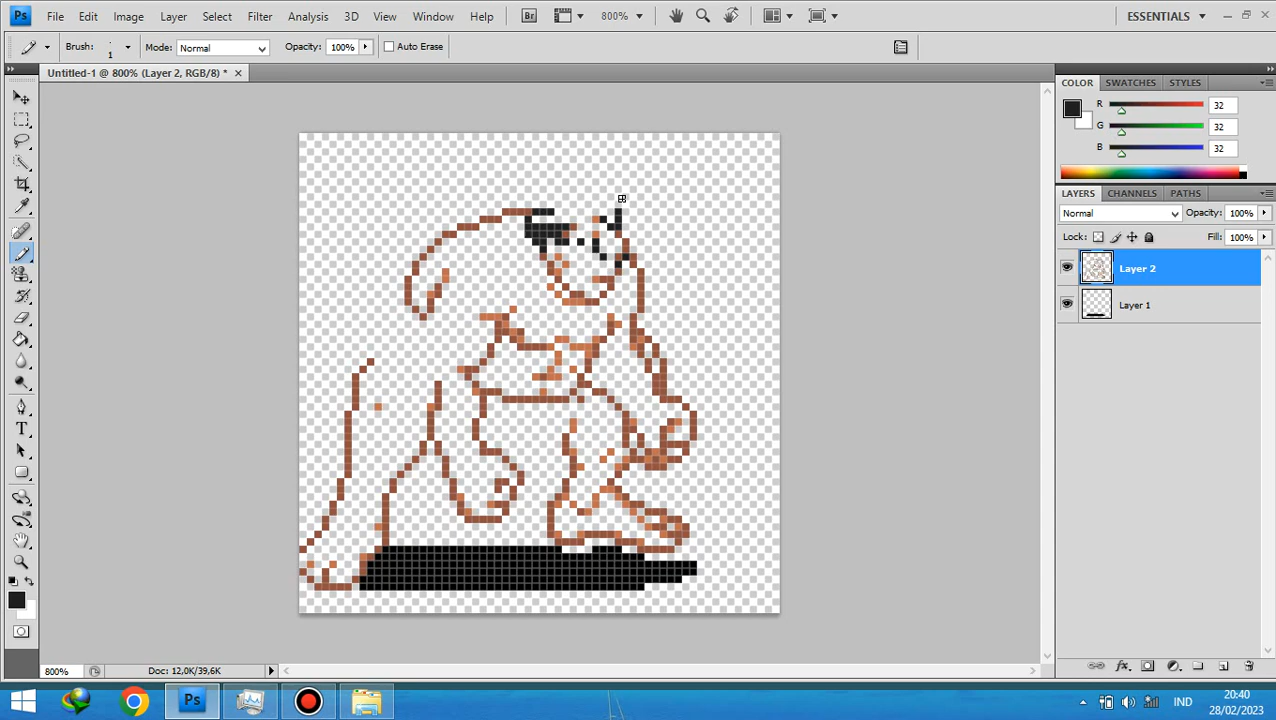 Ps File Edit Image Layer Select Filter Analysis 3D View Window Help Br 800% ESSENTIALS
Brush: 1 Mode: Normal Opacity: 100% Auto Erase
Untitled-1 @ 800% (Layer 2, RGB/8) *
COLOR SWATCHES STYLES
R 32
G 32
B 32
LAYERS CHANNELS PATHS
Normal Opacity: 100%
Lock: Fill: 100%
Layer 2
Layer 1
800% Doc: 12,0K/39,6K
Ps IND 20:40
28/02/2023